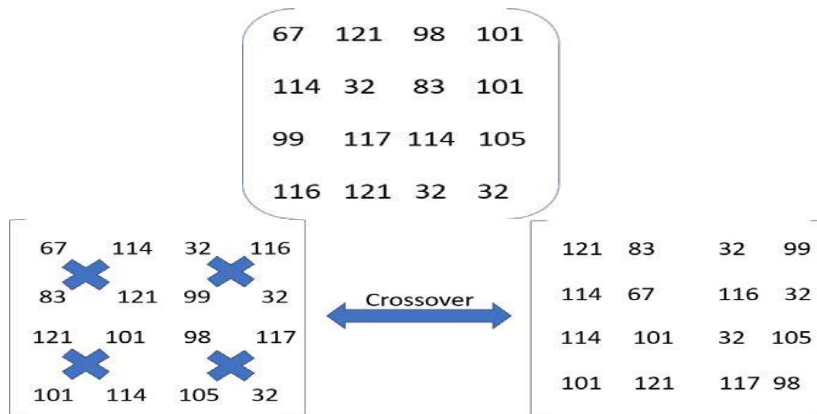 67 121 98 101
114 32 83 101
99 117 114 105
116 121 32 32
67 114 32 116
83 121 99 32
121 101 98 117
101 114 105 32
Crossover
121 83 32 99
114 67 116 32
114 101 32 105
101 121 117 98